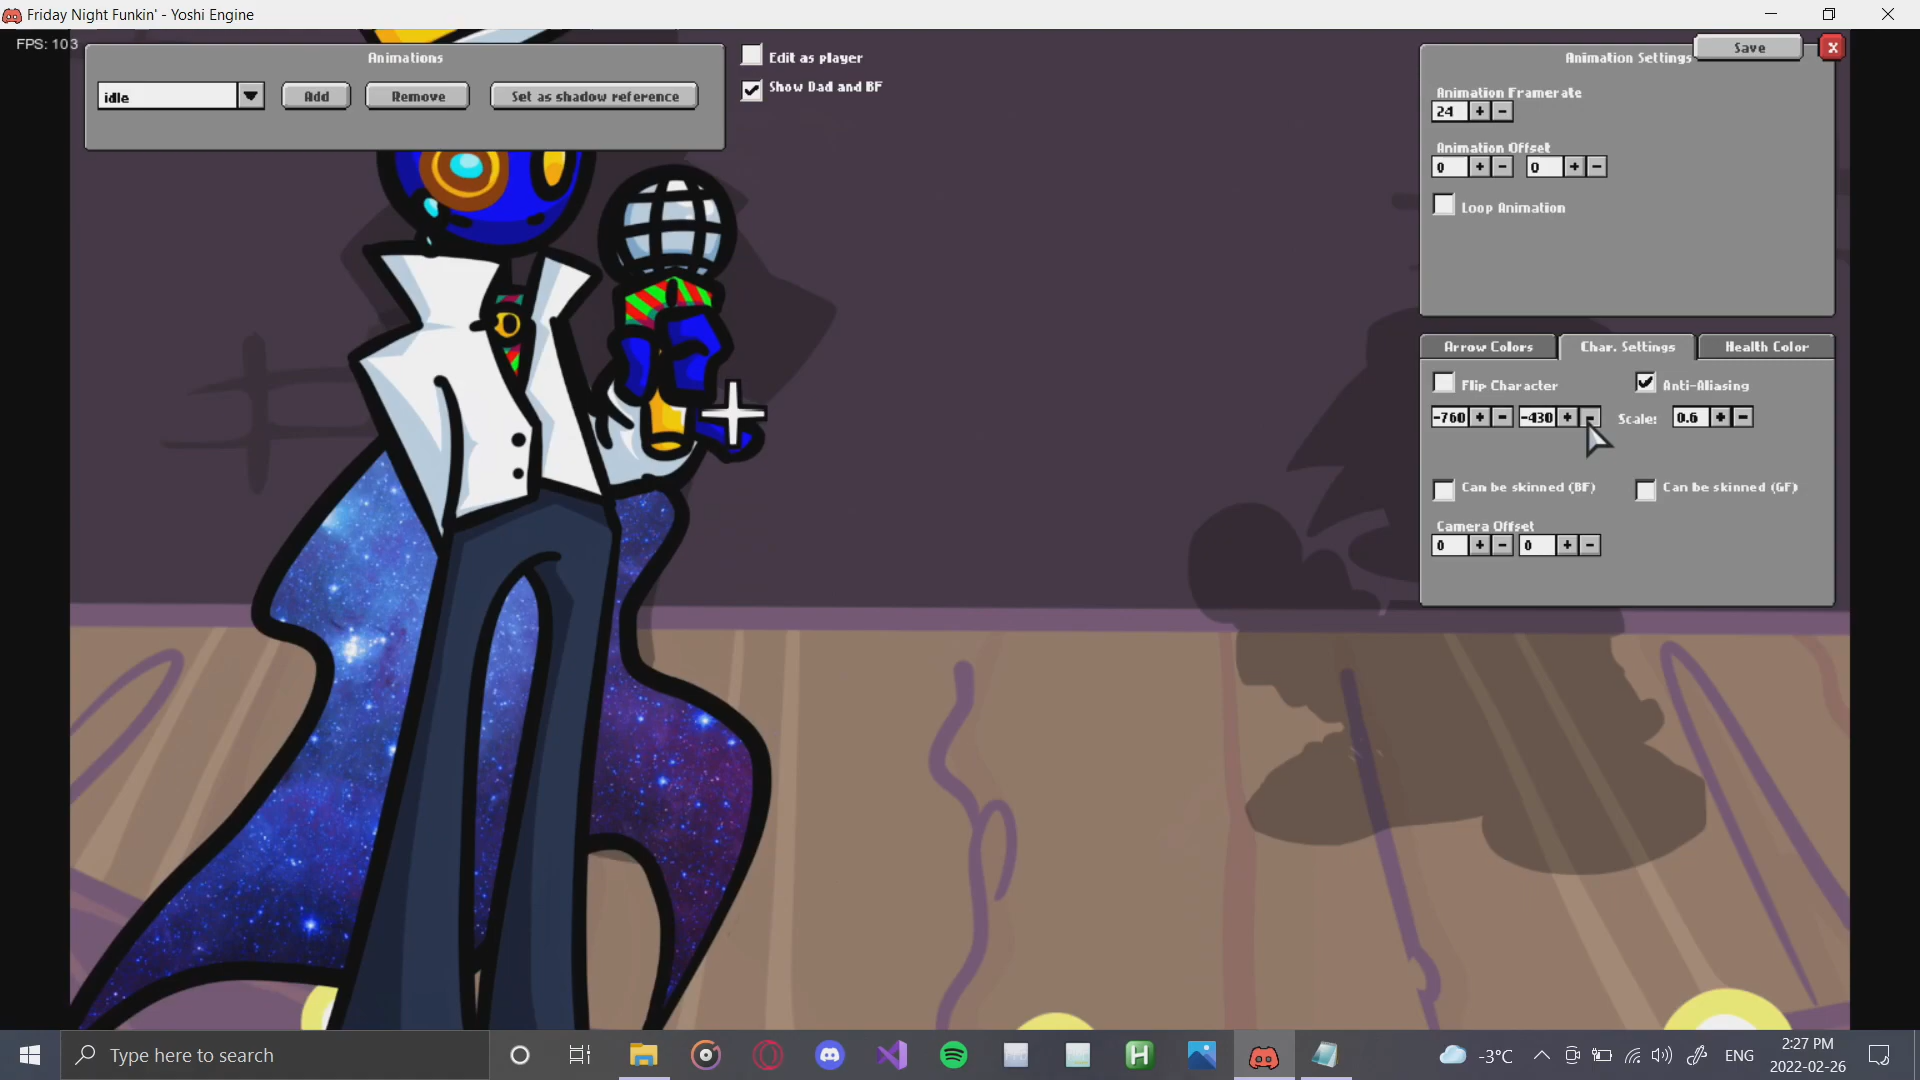 Friday Night Funkin' - Yoshi Engine
FPS: 103
Animations
idle
Add
Remove
Set as shadow reference
Edit as player
Show Dad and BF
Save
x
Animation Settings
Animation Framerate
24 + -
Animation Offset
0 + - 0 + -
Loop Animation
Arrow Colors
Char. Settings
Health Color
Flip Character
Anti-Aliasing
-760 + - -430 + - Scale: 0.6 + -
Can be skinned (BF)
Can be skinned (GF)
Camera Offset
0 + - 0 + -
Type here to search
-3°C
ENG
2:27 PM
2022-02-26